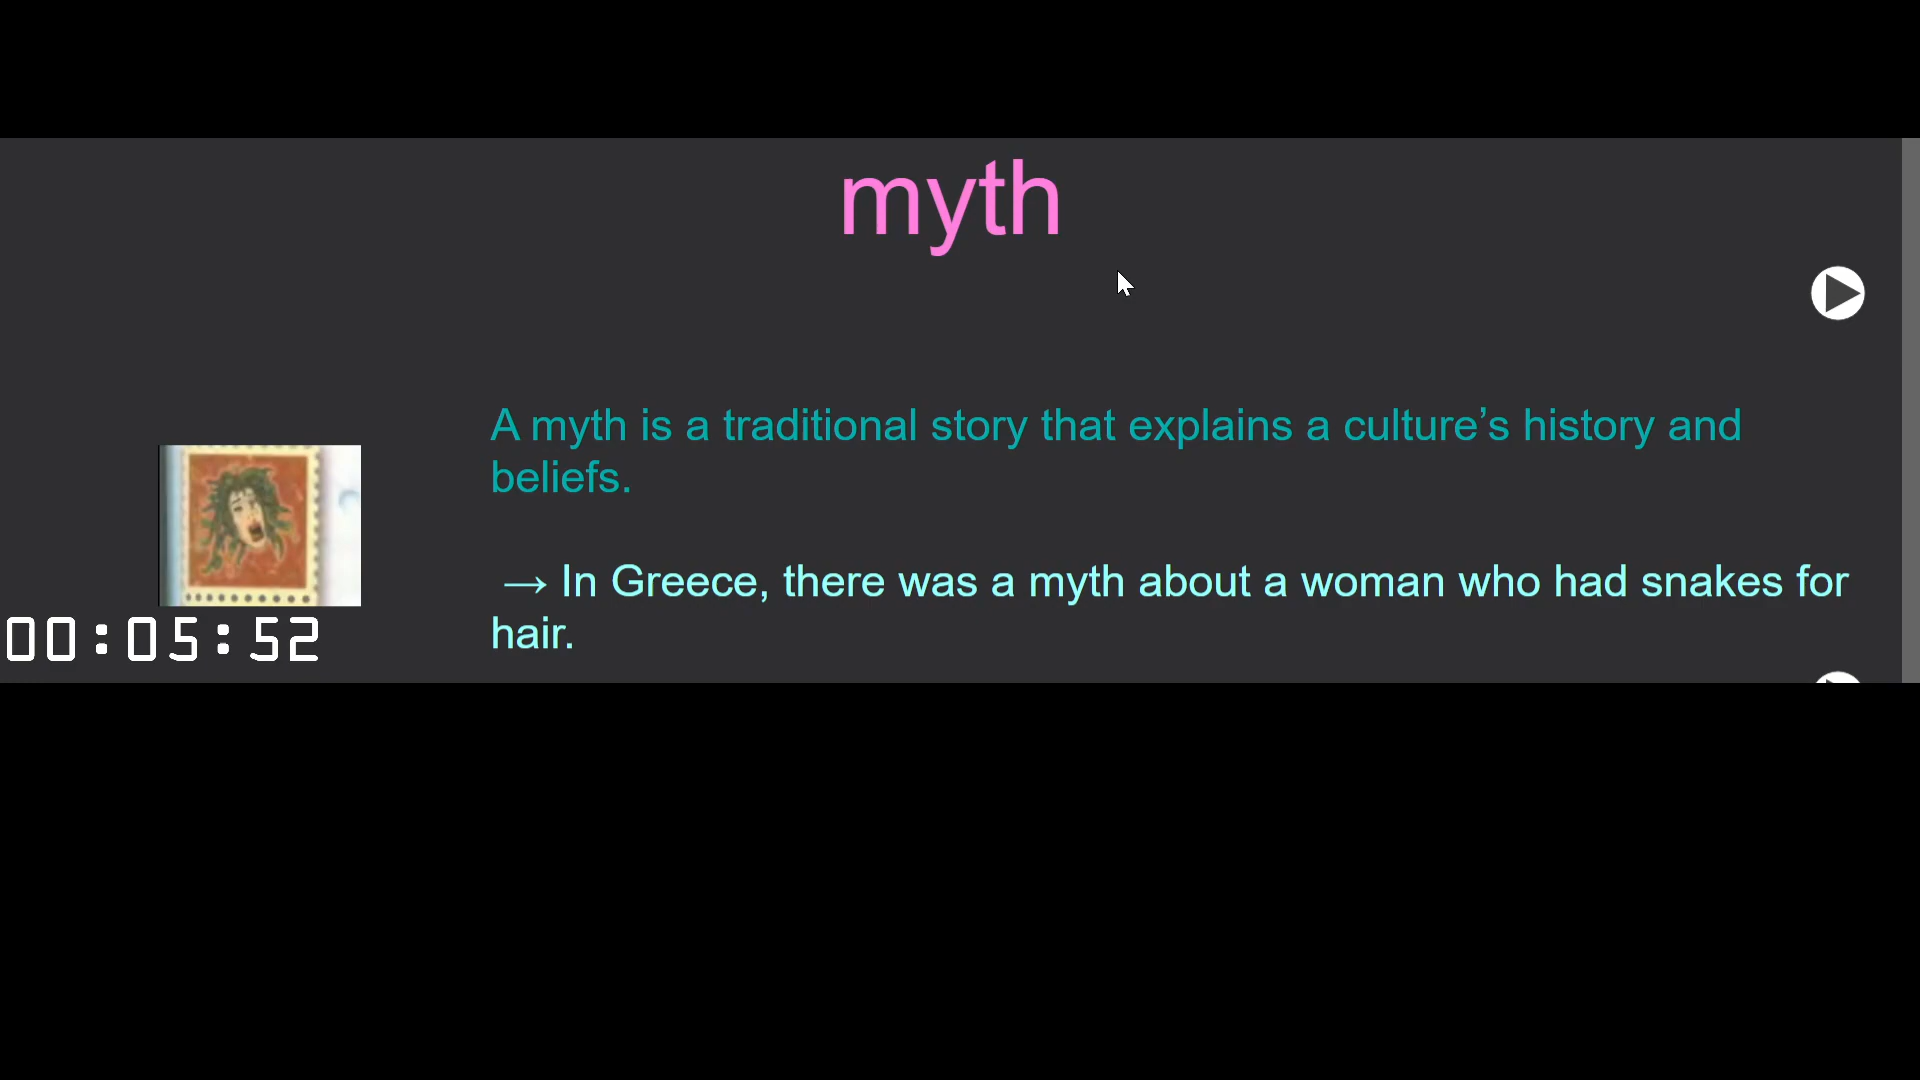 myth
A myth is a traditional story that explains a culture’s history and
beliefs.
→ In Greece, there was a myth about a woman who had snakes for
hair.
00:05:52